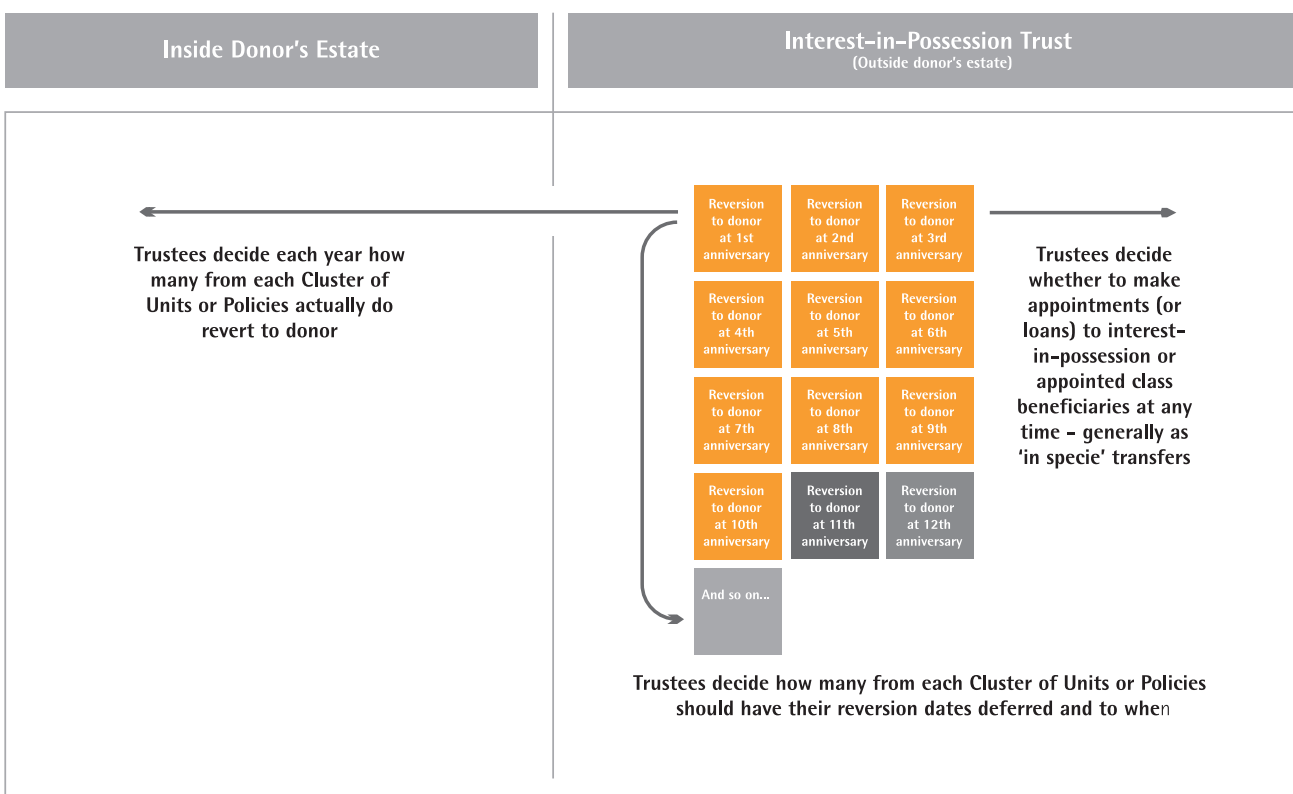 Inside Donor's Estate
Interest-in-Possession Trust
(Outside donor's estate)
Trustees decide each year how
many from each Cluster of
Units or Policies actually do
revert to donor
Reversion
to donor
at 1st
anniversary
Reversion
to donor
at 2nd
anniversary
Reversion
to donor
at 3rd
anniversary
Reversion
to donor
at 4th
anniversary
Reversion
to donor
at 5th
anniversary
Reversion
to donor
at 6th
anniversary
Reversion
to donor
at 7th
anniversary
Reversion
to donor
at 8th
anniversary
Reversion
to donor
at 9th
anniversary
Reversion
to donor
at 10th
anniversary
Reversion
to donor
at 11th
anniversary
Reversion
to donor
at 12th
anniversary
And so on...
Trustees decide
whether to make
appointments (or
loans) to interest-
in-possession or
appointed class
beneficiaries at any
time – generally as
'in specie' transfers
Trustees decide how many from each Cluster of Units or Policies
should have their reversion dates deferred and to when